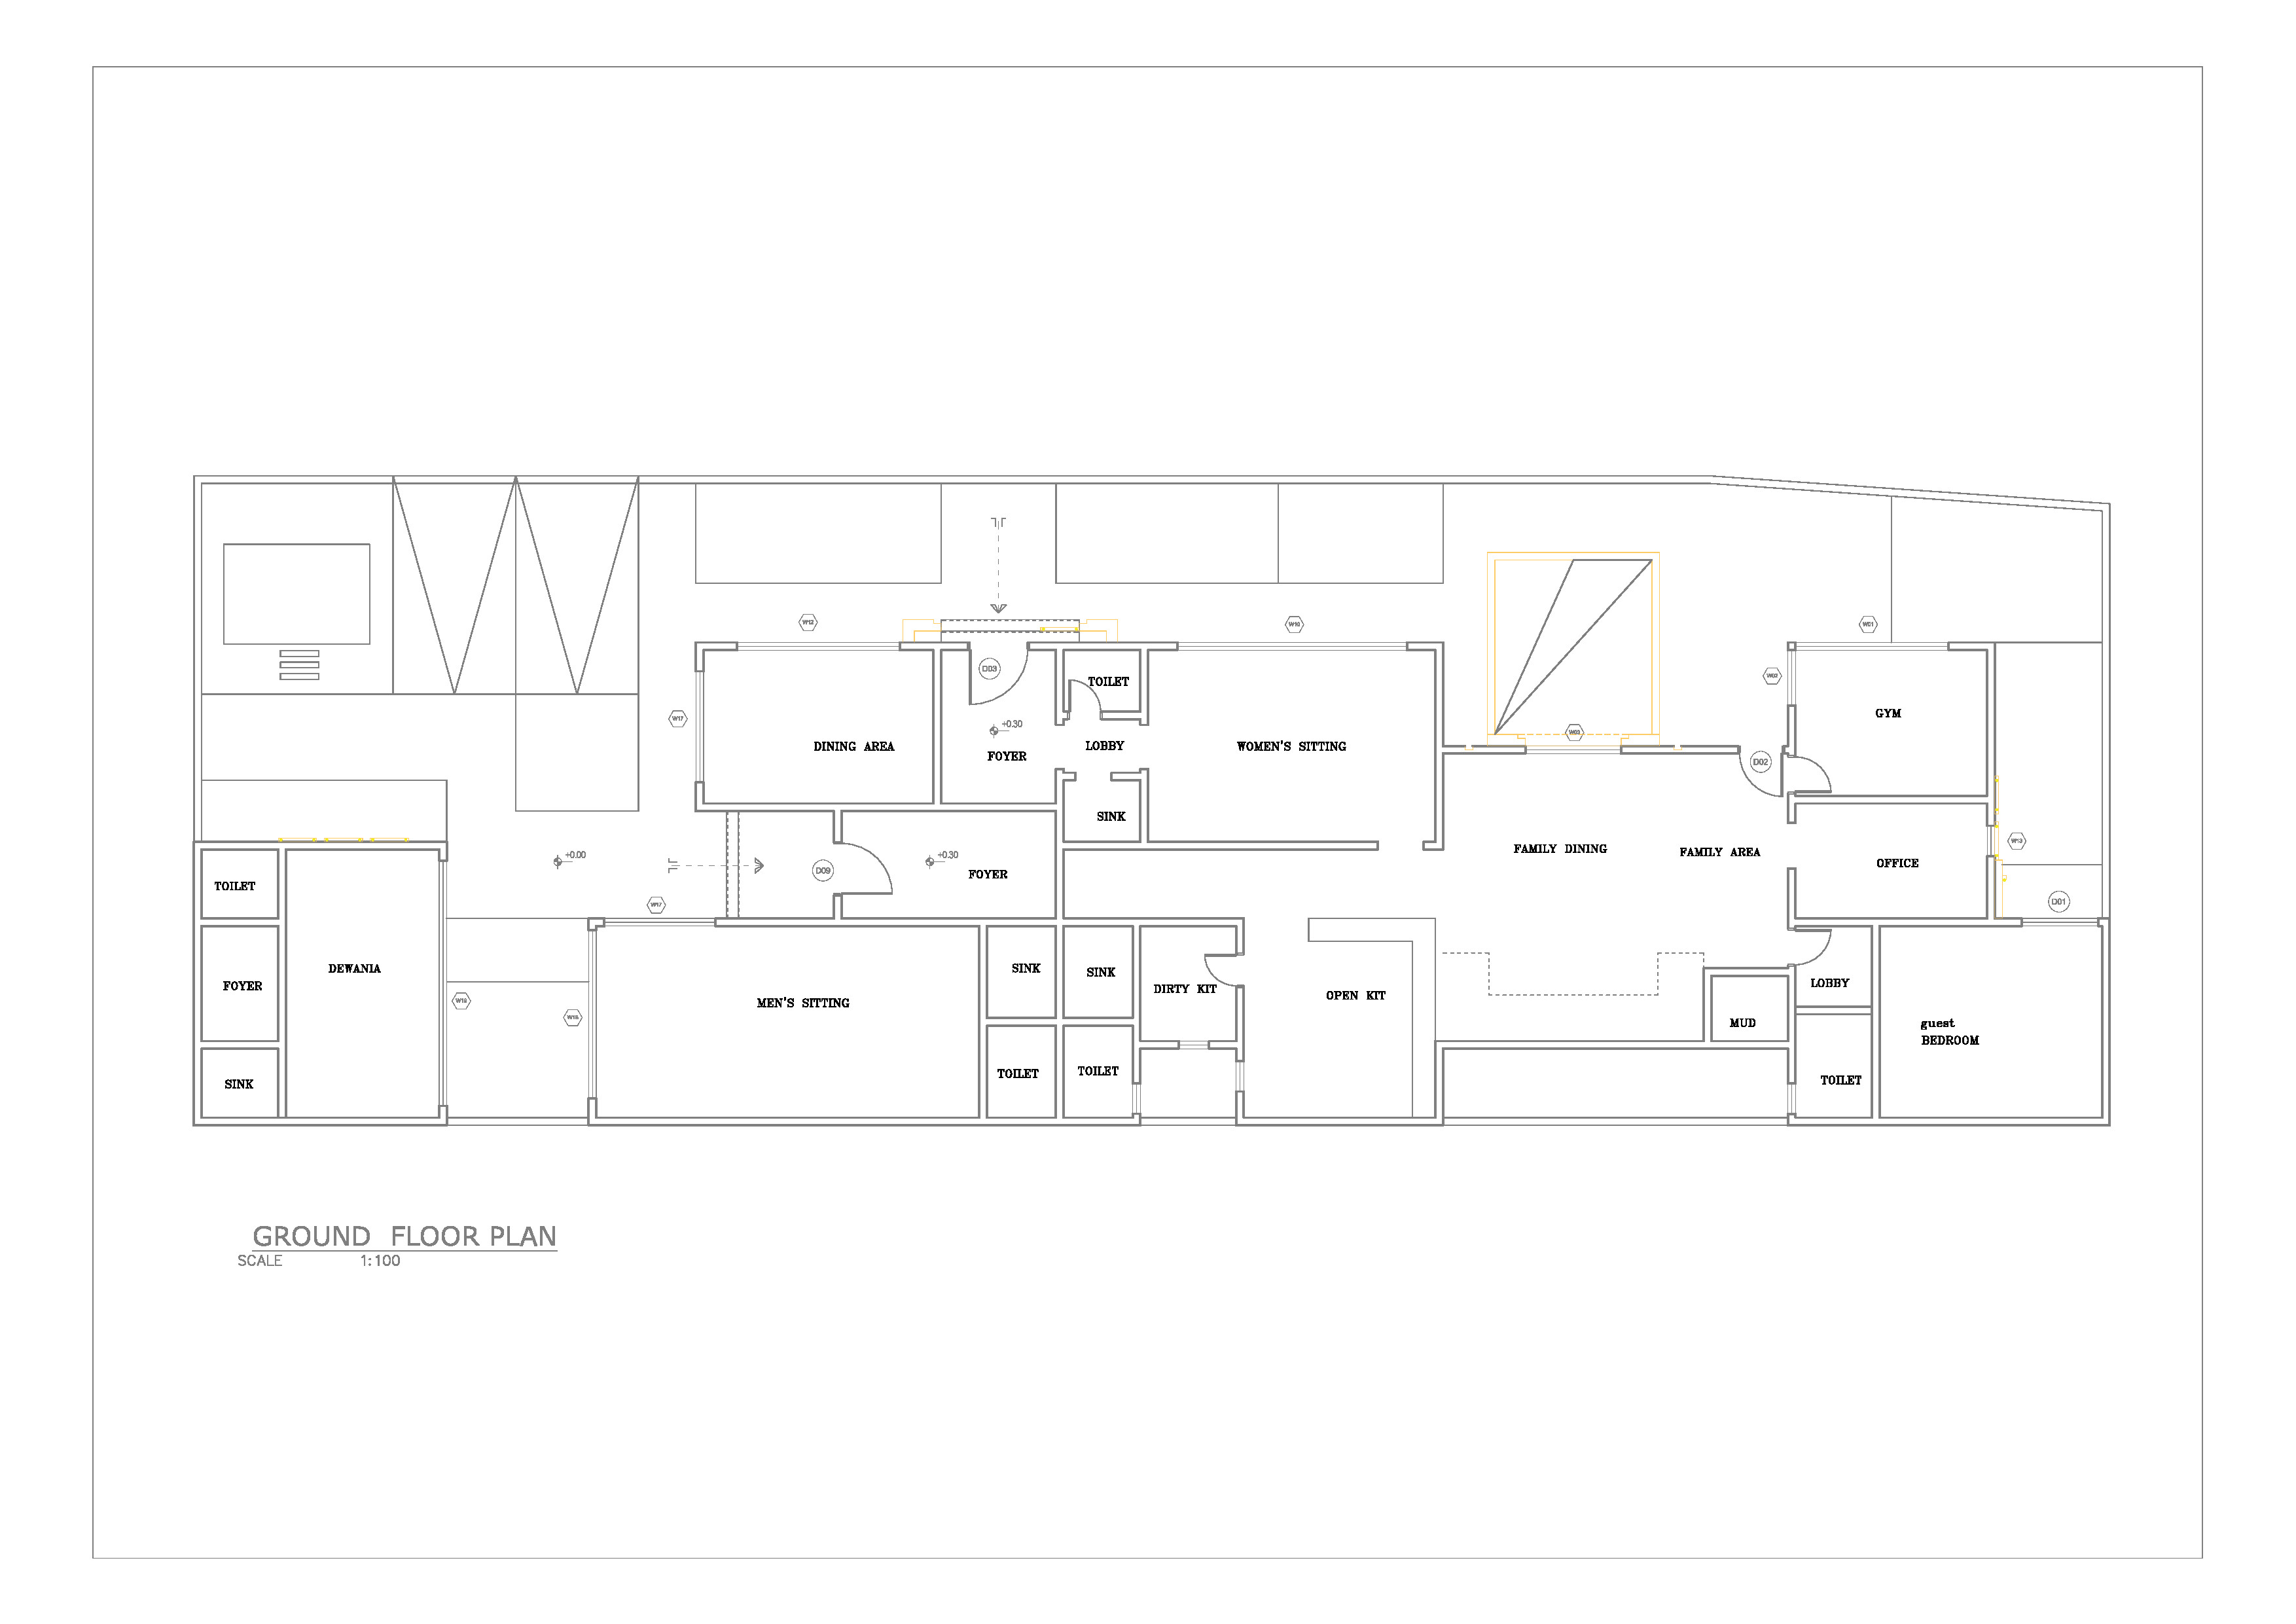 W12
W10
W01
D03
TOILET
W02
+0.30
GYM
W17
W03
DINING AREA
FOYER
LOBBY
WOMEN'S SITTING
D02
SINK
W13
+0.00
+0.30
FAMILY DINING
FAMILY AREA
OFFICE
D09
FOYER
TOILET
W17
D01
DEWANIA
SINK
SINK
FOYER
DIRTY KIT
OPEN KIT
LOBBY
MEN'S SITTING
MUD
guest
BEDROOM
SINK
TOILET
TOILET
TOILET
GROUND FLOOR PLAN
SCALE 1:100